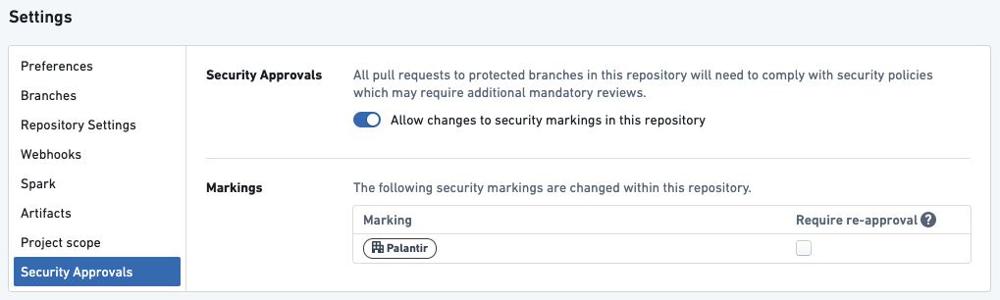 Settings
Preferences
Branches
Repository Settings
Webhooks
Spark
Artifacts
Project scope
Security Approvals
Security Approvals
All pull requests to protected branches in this repository will need to comply with security policies
which may require additional mandatory reviews.
Allow changes to security markings in this repository
Markings
The following security markings are changed within this repository.
Marking
Require re-approval ?
Palantir